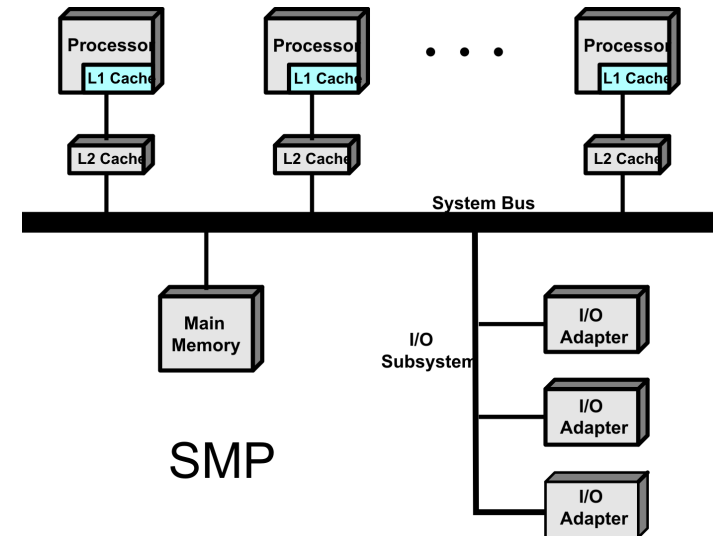 Processor
L1 Cache
Processor
L1 Cache
Processor
L1 Cache
L2 Cache
L2 Cache
L2 Cache
System Bus
Main
Memory
I/O
Subsystem
I/O
Adapter
I/O
Adapter
I/O
Adapter
SMP